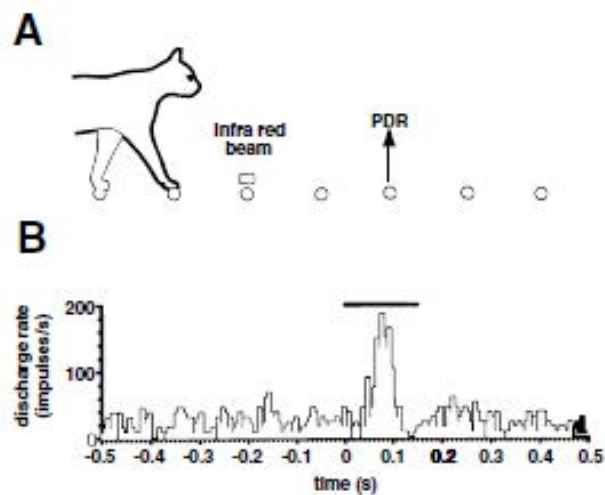 A
Infra red
beam
PDR
B
discharge rate
(impulses/s)
200
100
0
-0.5 -0.4 -0.3 -0.2 -0.1 0 0.1 0.2 0.3 0.4 0.5
time (s)